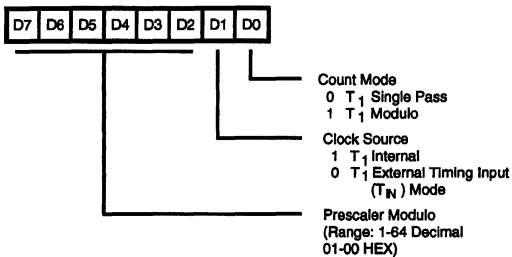 D7 D6 D5 D4 D3 D2 D1 D0
Count Mode
0 T1 Single Pass
1 T1 Modulo
Clock Source
1 T1 Internal
0 T1 External Timing Input
(TIN) Mode
Prescaler Modulo
(Range: 1-64 Decimal
01-00 HEX)